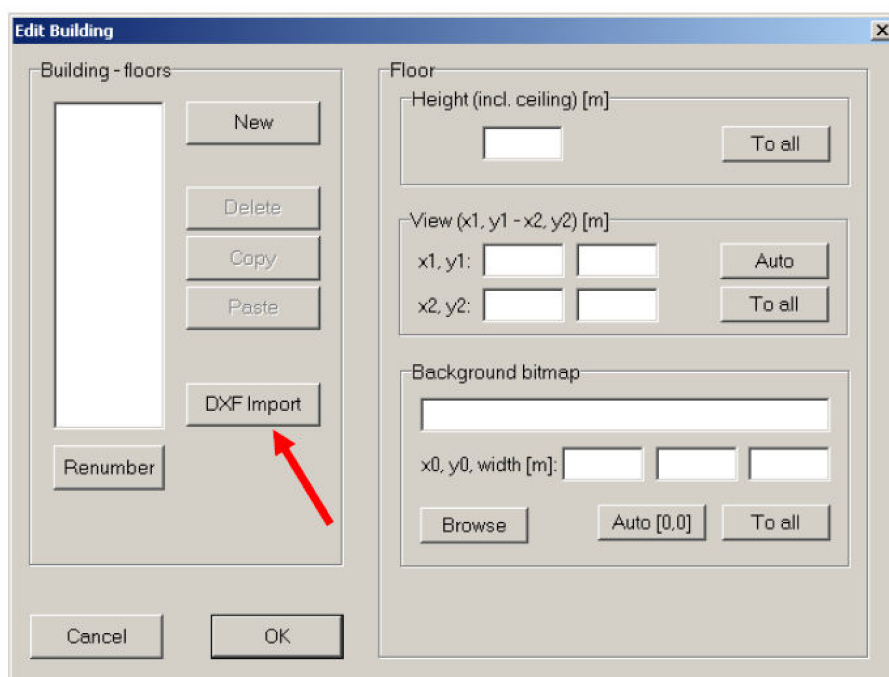 Edit Building
Building - floors
New
Delete
Copy
Paste
DXF Import
Renumber
Cancel
OK
Floor
Height (incl. ceiling) [m]
To all
View (x1, y1 - x2, y2) [m]
x1, y1:
Auto
x2, y2:
To all
Background bitmap
x0, y0, width [m]:
Browse
Auto [0,0]
To all